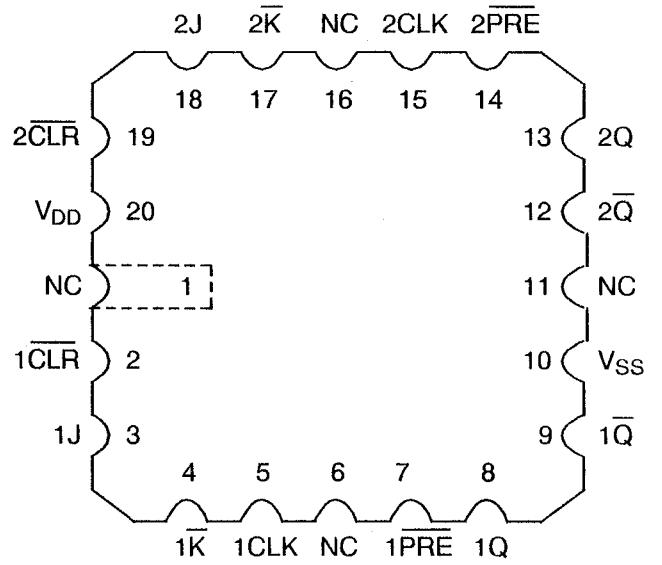 2J 2K̅ NC 2CLK 2P̅R̅E̅
18 17 16 15 14
2C̅L̅R̅ 19 13 2Q
VDD 20 12 2Q̅
NC 1 11 NC
1C̅L̅R̅ 2 10 VSS
1J 3 9 1Q̅
4 5 6 7 8
1K̅ 1CLK NC 1P̅R̅E̅ 1Q